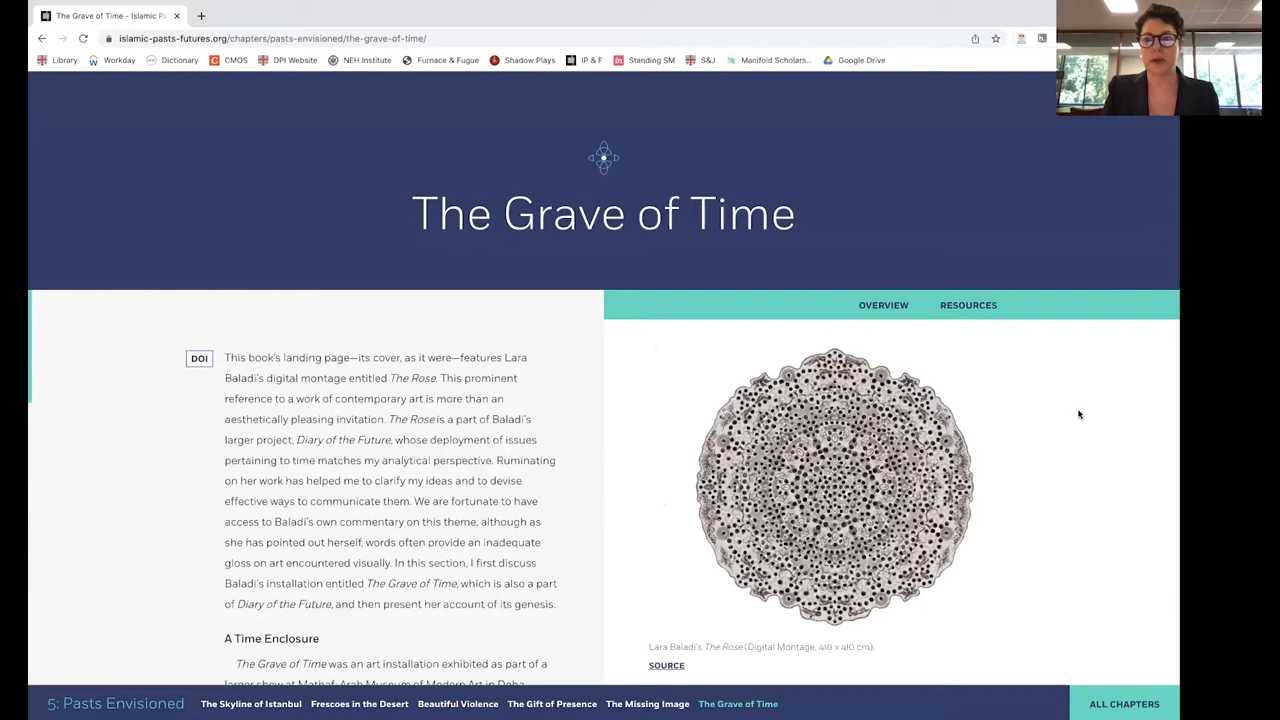 The Grave of Time - Islamic Pa
islamic-pasts-futures.org/chapters/pasts-envisioned/the-grave-of-time/
Library Workday Dictionary CMOS DPI Website NEH Institute Furnace & Fugue Shadow Plays IP & F Standing SM S&J Manifold Scholars... Google Drive
The Grave of Time
OVERVIEW RESOURCES
DOI
This book's landing page—its cover, as it were—features Lara
Baladi's digital montage entitled The Rose. This prominent
reference to a work of contemporary art is more than an
aesthetically pleasing invitation. The Rose is a part of Baladi's
larger project, Diary of the Future, whose deployment of issues
pertaining to time matches my analytical perspective. Ruminating
on her work has helped me to clarify my ideas and to devise
effective ways to communicate them. We are fortunate to have
access to Baladi's own commentary on this theme, although as
she has pointed out herself, words often provide an inadequate
gloss on art encountered visually. In this section, I first discuss
Baladi's installation entitled The Grave of Time, which is also a part
of Diary of the Future, and then present her account of its genesis.
A Time Enclosure
The Grave of Time was an art installation exhibited as part of a
larger show at Mathaf: Arab Museum of Modern Art in Doha
Lara Baladi's The Rose (Digital Montage, 410 x 410 cm).
SOURCE
5: Pasts Envisioned The Skyline of Istanbul Frescoes in the Desert Beautiful Violence The Gift of Presence The Missing Image The Grave of Time ALL CHAPTERS